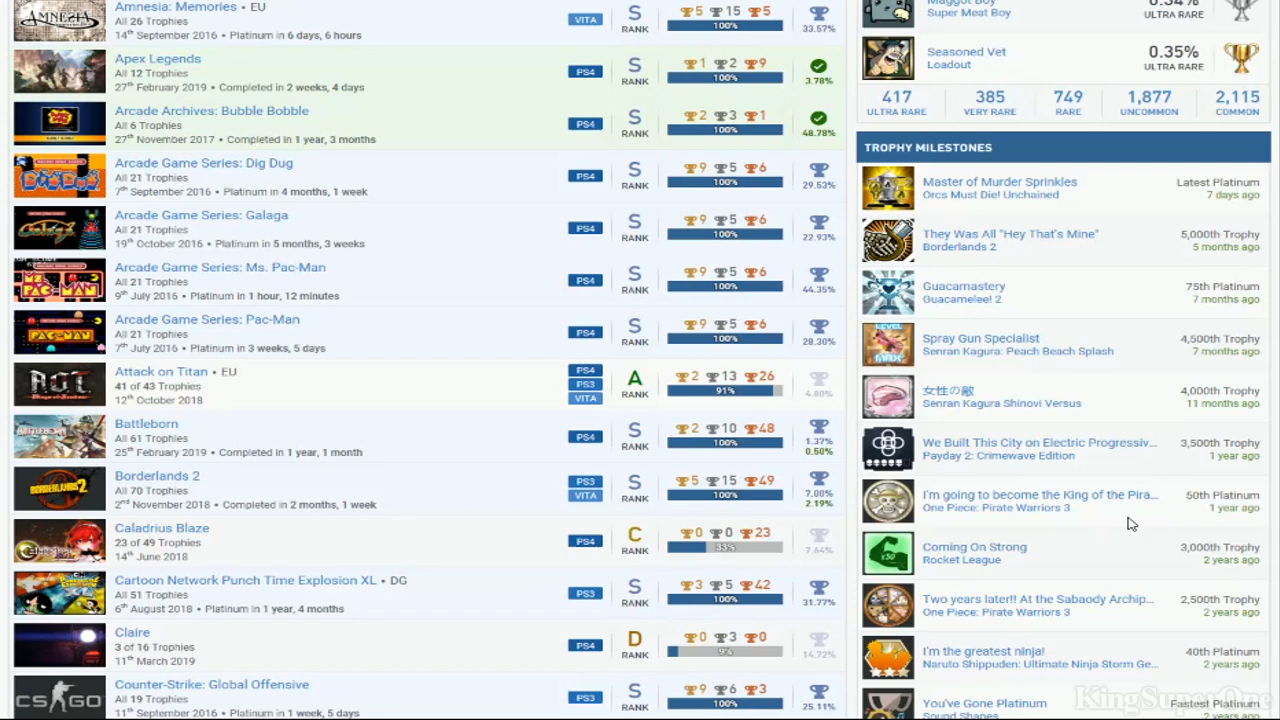 Amnesia: Memories • EU
All 26 Trophies
14th September 2016 • Platinum in 6 days, 6 hours
VITA
S
RANK
5 15 5
100%
33.57%
Apex Legends
All 12 Trophies
27th February 2019 • Completed in 2 weeks, 4 days
PS4
S
RANK
1 2 9
100%
3.78%
Arcade Archives: Bubble Bobble
All 6 Trophies
27th November 2017 • Completed in 1 year, 3 months
PS4
S
RANK
2 3 1
100%
48.78%
Arcade Game Series: Dig Dug
All 21 Trophies
7th September 2016 • Platinum in 4 months, 1 week
PS4
S
RANK
9 5 6
100%
29.53%
Arcade Game Series: Galaga
All 21 Trophies
19th October 2016 • Platinum in 5 months, 3 weeks
PS4
S
RANK
9 5 6
100%
22.93%
Arcade Game Series: Ms. Pac-Man
All 21 Trophies
9th July 2016 • Platinum in 1 hour, 12 minutes
PS4
S
RANK
9 5 6
100%
44.35%
Arcade Game Series: Pac-Man
All 21 Trophies
7th July 2016 • Platinum in 3 weeks, 5 days
PS4
S
RANK
9 5 6
100%
28.30%
Attack on Titan • EU
41 of 43 Trophies
12th October 2018
PS4
PS3
VITA
A
RANK
2 13 26
91%
4.80%
Battleborn
All 61 Trophies
25th February 2019 • Completed in 1 year, 1 month
PS4
S
RANK
2 10 48
100%
1.37%
0.50%
Borderlands 2
All 70 Trophies
3rd November 2018 • Completed in 2 months, 1 week
PS3
VITA
S
RANK
5 15 49
100%
7.00%
2.19%
Caladrius Blaze
23 of 49 Trophies
14th June 2018
PS4
C
RANK
0 0 23
33%
7.64%
Cartoon Network Punch Time Explosion XL • DG
All 51 Trophies
6th August 2018 • Platinum in 1 year, 4 months
PS3
S
RANK
3 5 42
100%
31.77%
Claire
3 of 16 Trophies
1st March 2019
PS4
D
RANK
0 3 0
9%
14.72%
CS GO
Counter-Strike: Global Offensive
All 19 Trophies
11th September 2016 • Platinum in 1 week, 5 days
PS3
S
RANK
9 6 3
100%
25.11%
Maggot Boy
Super Meat Boy
0.34%
ULTRA RARE
Seasoned Vet
Loadout
0.35%
ULTRA RARE
417 385 749 1,877 2,115
ULTRA RARE VERY RARE RARE UNCOMMON COMMON
TROPHY MILESTONES
Master of Murder Sprinkles
Orcs Must Die! Unchained
Latest Platinum
7 days ago
They Was All "Hey That's Mine"
Borderlands 2
5,000th Trophy
5 months ago
Guacamastery
Guacamelee! 2
75th Platinum
7 months ago
Spray Gun Specialist
Senran Kagura: Peach Beach Splash
4,500th Trophy
7 months ago
女性の敵
Senran Kagura Shinovi Versus
4,000th Trophy
11 months ago
We Built This City on Electric Progressiv...
Payday 2: Crimewave Edition
3,500th Trophy
1 year ago
I'm going to become the King of the Pira...
One Piece: Pirate Warriors 3
50th Platinum
1 year ago
Coming On Strong
Rocket League
3,000th Trophy
2 years ago
Two years later!! At the Sabaody Archip...
One Piece: Pirate Warriors 3
2,500th Trophy
2 years ago
I'm the greatest ninja!
Naruto Shippuden: Ultimate Ninja Storm Ge...
40th Platinum
2 years ago
You've Gone Platinum
Sound Shapes
Fastest Platinum
2 years ago